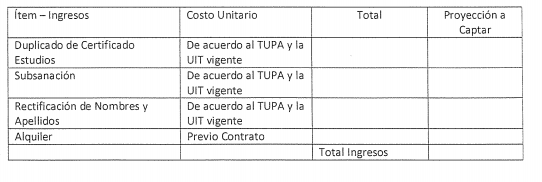 Ítem – Ingresos Costo Unitario Total Proyección a
Captar
Duplicado de Certificado De acuerdo al TUPA y la
Estudios UIT vigente
Subsanación De acuerdo al TUPA y la
UIT vigente
Rectificación de Nombres y De acuerdo al TUPA y la
Apellidos UIT vigente
Alquiler Previo Contrato
Total Ingresos